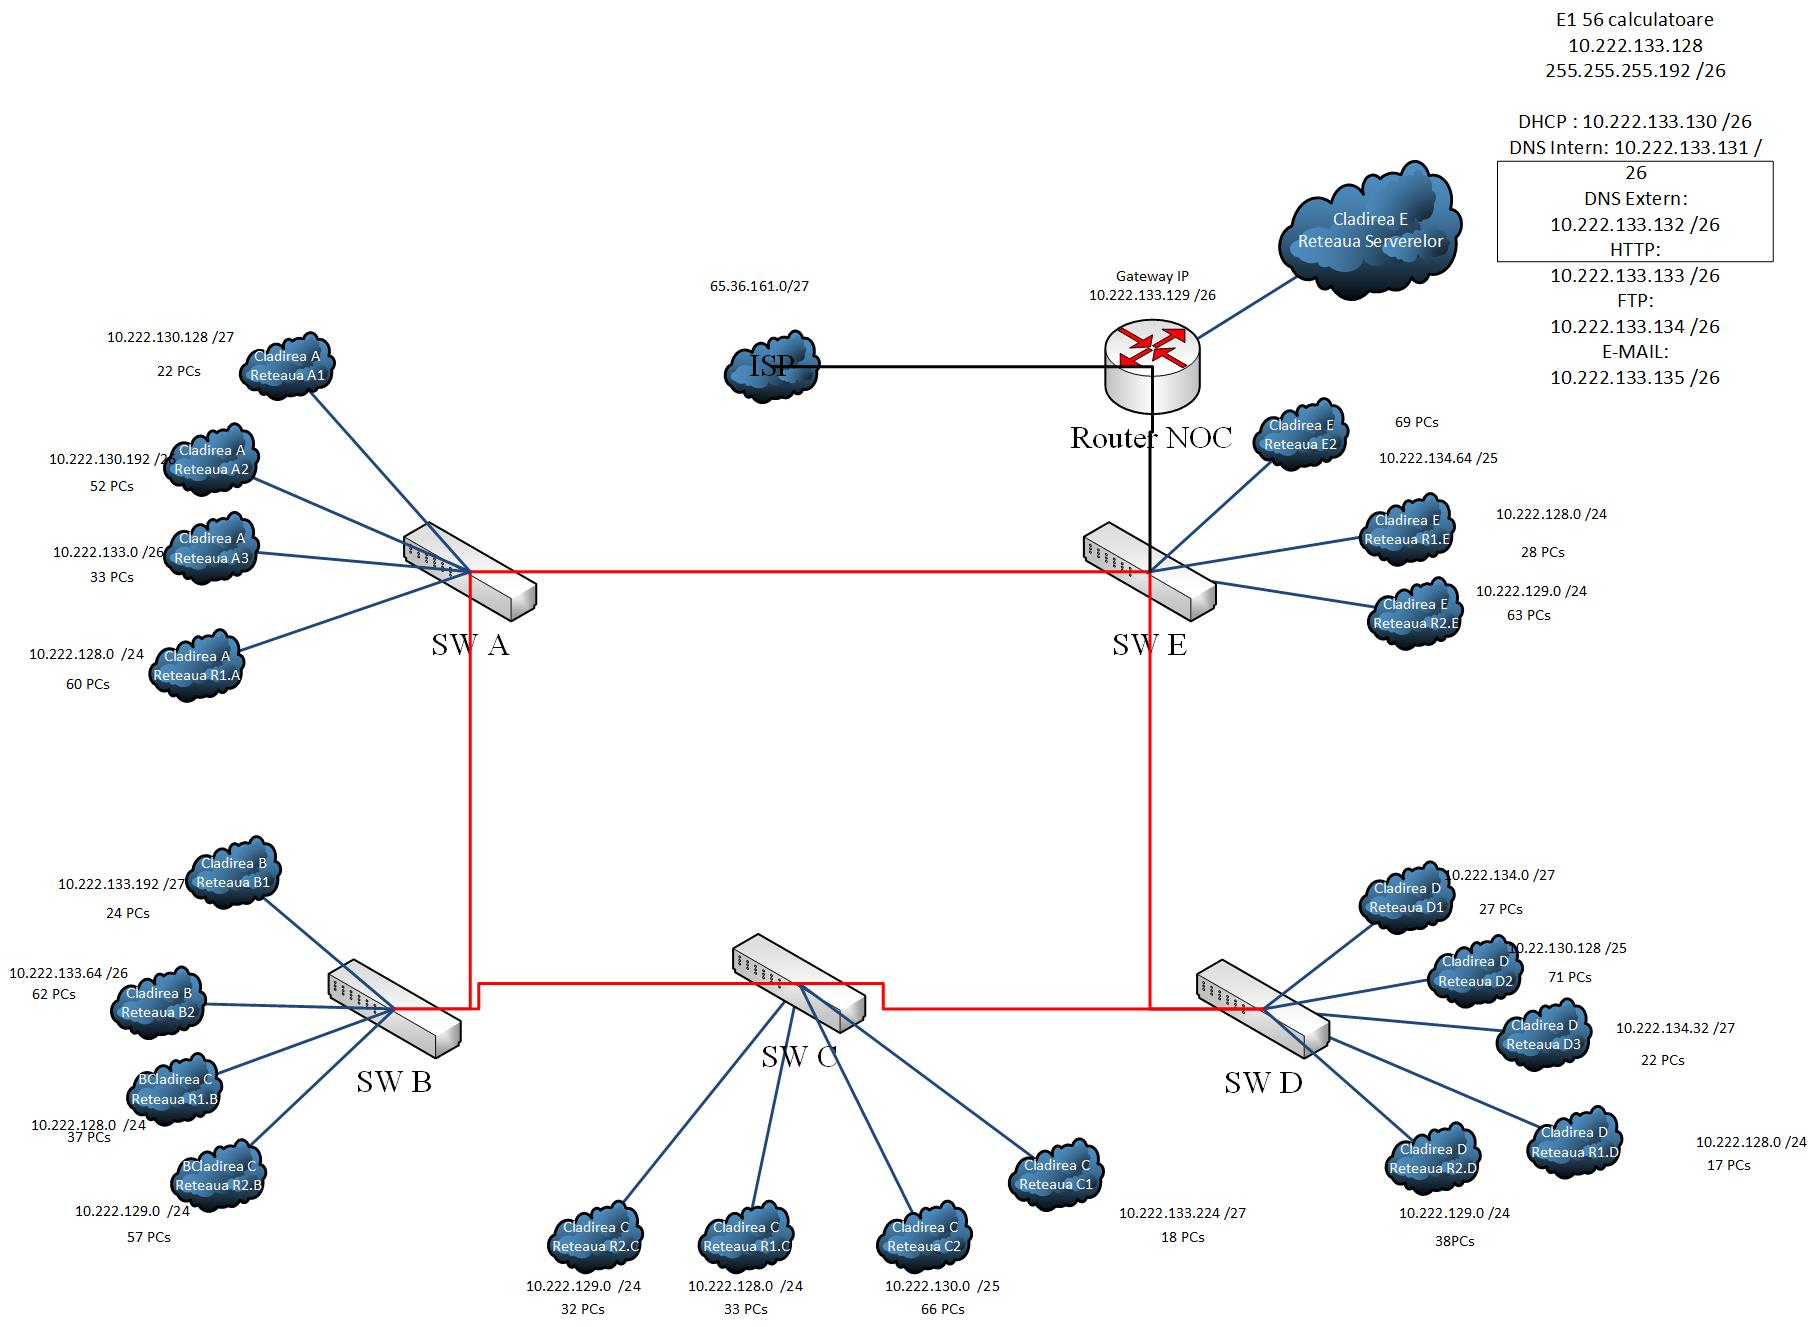 E1 56 calculatoare
10.222.133.128
255.255.255.192 /26
DHCP : 10.222.133.130 /26
DNS Intern: 10.222.133.131 /
26
DNS Extern:
10.222.133.132 /26
HTTP:
10.222.133.133 /26
FTP:
10.222.133.134 /26
E-MAIL:
10.222.133.135 /26
Cladirea E
Reteaua Serverelor
Gateway IP
10.222.133.129 /26
65.36.161.0/27
ISP
Router NOC
10.222.130.128 /27
22 PCs
Cladirea A
Reteaua A1
10.222.130.192 /26
52 PCs
Cladirea A
Reteaua A2
10.222.133.0 /26
33 PCs
Cladirea A
Reteaua A3
10.222.128.0 /24
60 PCs
Cladirea A
Reteaua R1.A
SW A
Cladirea E
Reteaua E2
69 PCs
10.222.134.64 /25
Cladirea E
Reteaua R1.E
10.222.128.0 /24
28 PCs
Cladirea E
Reteaua R2.E
10.222.129.0 /24
63 PCs
SW E
Cladirea B
Reteaua B1
10.222.133.192 /27
24 PCs
10.222.133.64 /26
62 PCs
Cladirea B
Reteaua B2
BCladirea C
Reteaua R1.B
10.222.128.0 /24
37 PCs
BCladirea C
Reteaua R2.B
10.222.129.0 /24
57 PCs
SW B
SW C
Cladirea C
Reteaua R2.C
10.222.129.0 /24
32 PCs
Cladirea C
Reteaua R1.C
10.222.128.0 /24
33 PCs
Cladirea C
Reteaua C2
10.222.130.0 /25
66 PCs
Cladirea C
Reteaua C1
10.222.133.224 /27
18 PCs
SW D
Cladirea D
Reteaua D1
10.222.134.0 /27
27 PCs
Cladirea D
Reteaua D2
10.22.130.128 /25
71 PCs
Cladirea D
Reteaua D3
10.222.134.32 /27
22 PCs
Cladirea D
Reteaua R1.D
10.222.128.0 /24
17 PCs
Cladirea D
Reteaua R2.D
10.222.129.0 /24
38PCs